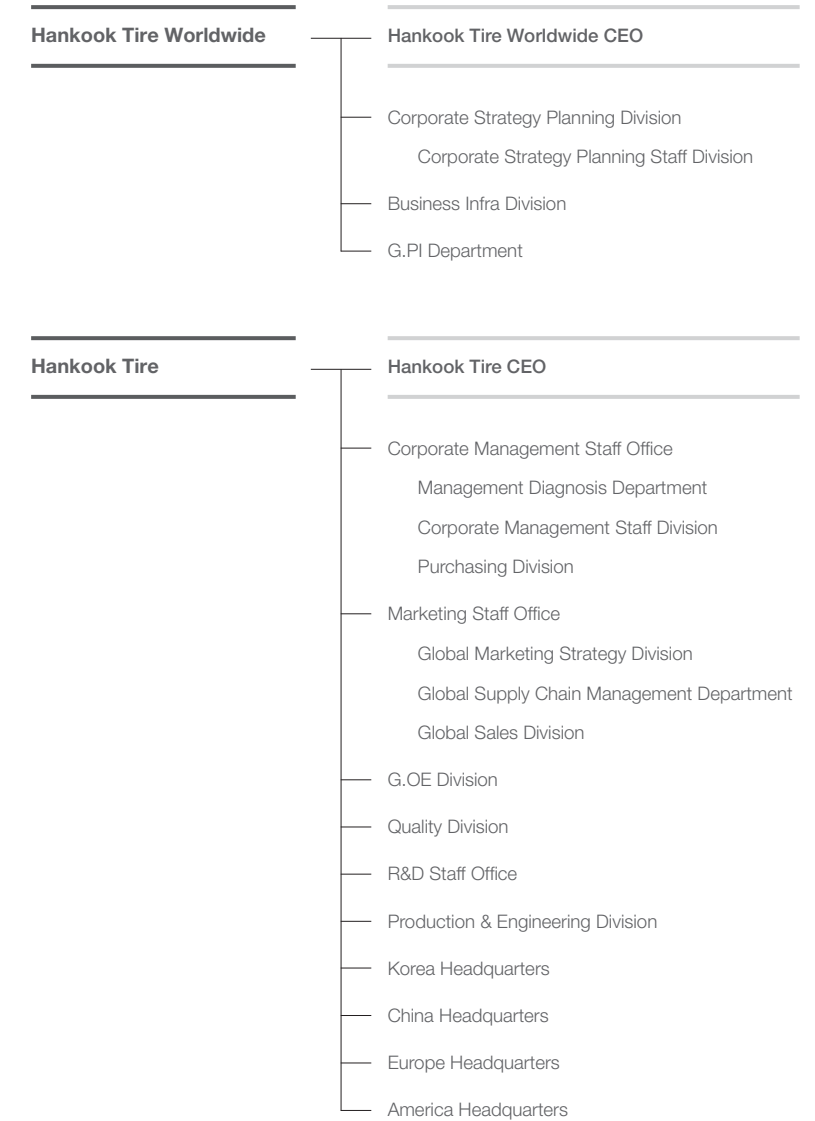 Hankook Tire Worldwide
Hankook Tire Worldwide CEO
Corporate Strategy Planning Division
Corporate Strategy Planning Staff Division
Business Infra Division
G.PI Department
Hankook Tire
Hankook Tire CEO
Corporate Management Staff Office
Management Diagnosis Department
Corporate Management Staff Division
Purchasing Division
Marketing Staff Office
Global Marketing Strategy Division
Global Supply Chain Management Department
Global Sales Division
G.OE Division
Quality Division
R&D Staff Office
Production & Engineering Division
Korea Headquarters
China Headquarters
Europe Headquarters
America Headquarters